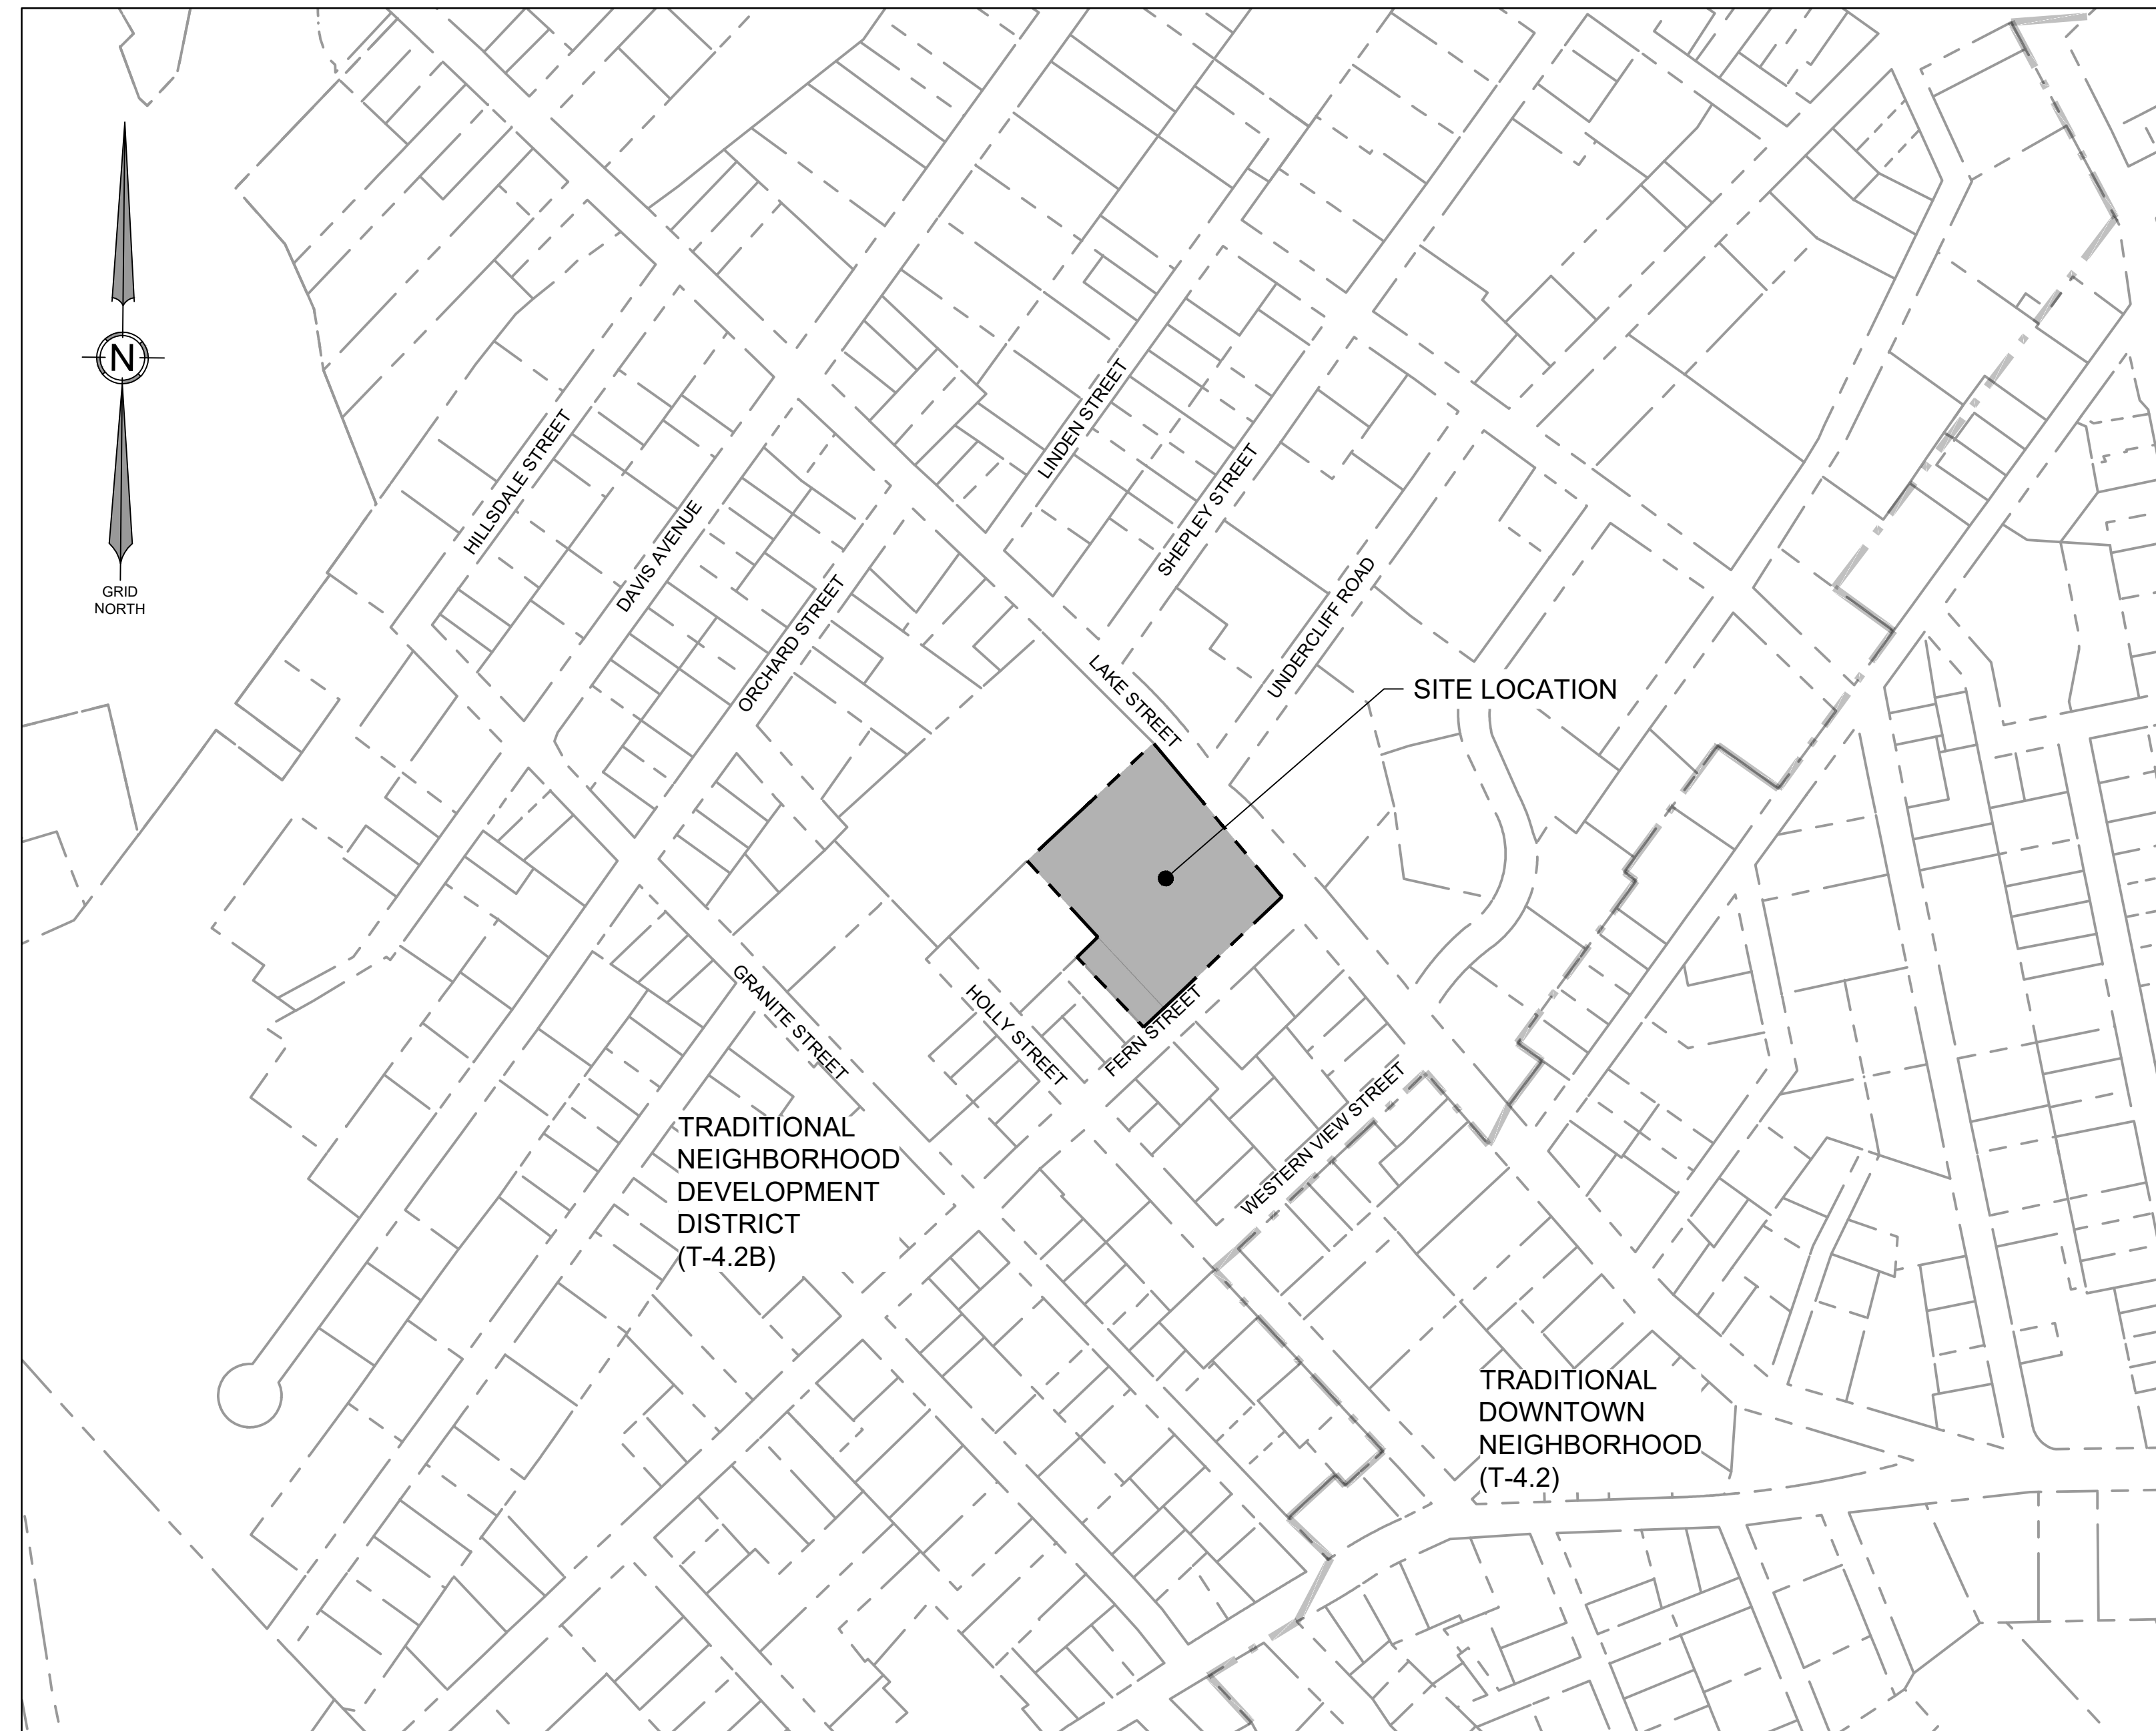 N
GRID
NORTH
HILLSDALE STREET
DAVIS AVENUE
ORCHARD STREET
LINDEN STREET
SHEPLEY STREET
UNDERCLIFF ROAD
LAKE STREET
SITE LOCATION
GRANITE STREET
HOLLY STREET
FERN STREET
WESTERN VIEW STREET
TRADITIONAL
NEIGHBORHOOD
DEVELOPMENT
DISTRICT
(T-4.2B)
TRADITIONAL
DOWNTOWN
NEIGHBORHOOD
(T-4.2)